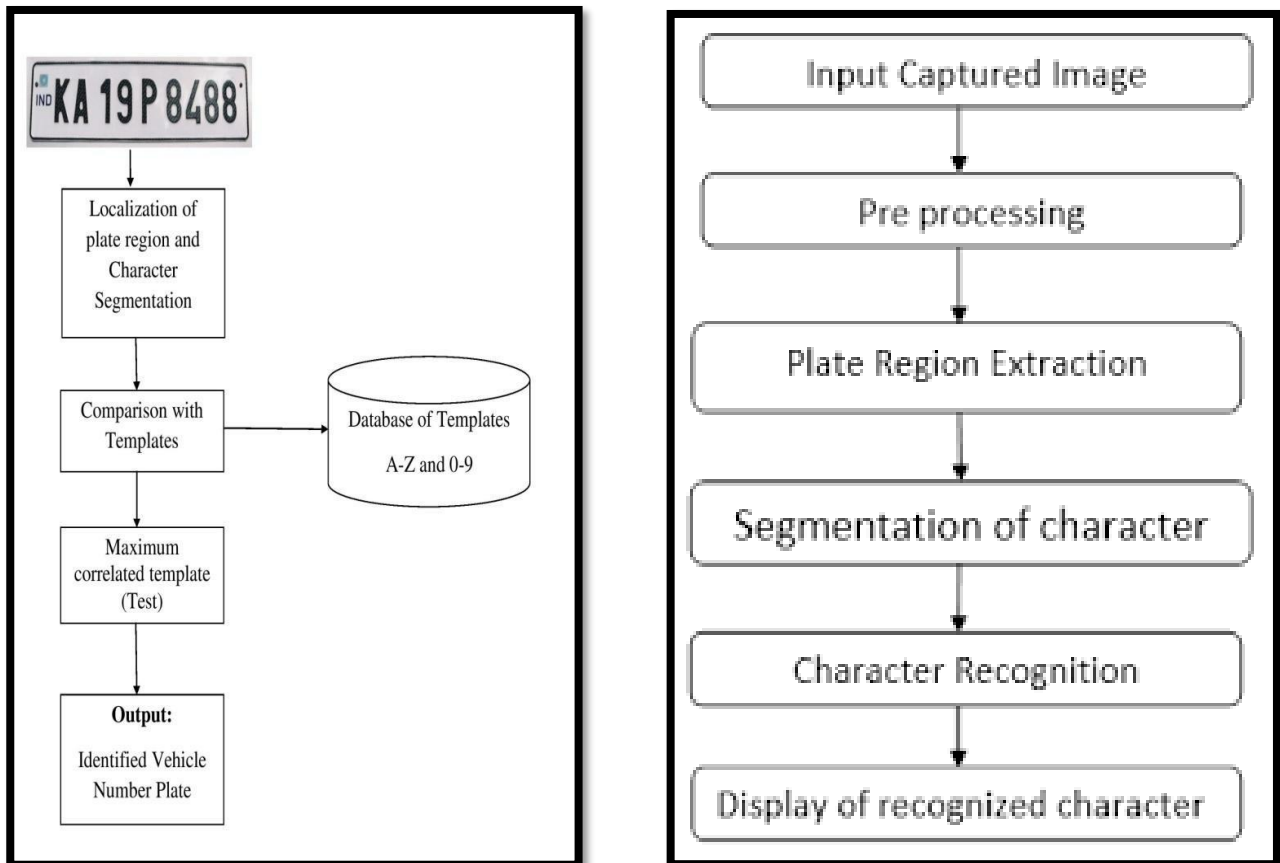 IND KA 19 P 8488
Localization of
plate region and
Character
Segmentation
Comparison with
Templates
Database of Templates
A-Z and 0-9
Maximum
correlated template
(Test)
Output:
Identified Vehicle
Number Plate
Input Captured Image
Pre processing
Plate Region Extraction
Segmentation of character
Character Recognition
Display of recognized character